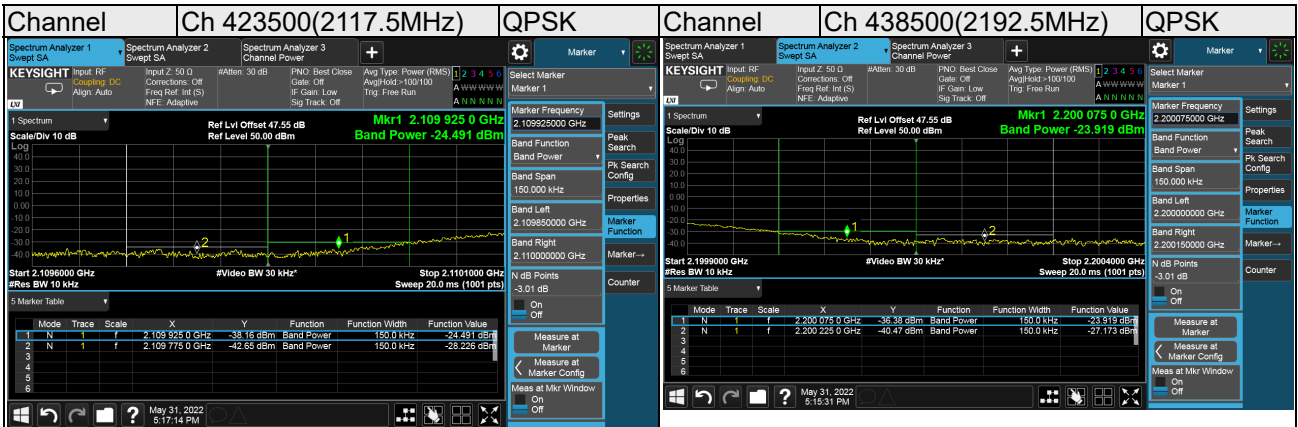 Channel Ch 423500(2117.5MHz) QPSK
Spectrum Analyzer 1
Swept SA
Spectrum Analyzer 2
Swept SA
Spectrum Analyzer 3
Channel Power
+
Marker
KEYSIGHT
LXI
Input: RF
Coupling: DC
Align: Auto
Input Z: 50 Ω
Corrections: Off
Freq Ref: Int (S)
NFE: Adaptive
#Atten: 30 dB
PNO: Best Close
Gate: Off
IF Gain: Low
Sig Track: Off
Avg Type: Power (RMS)
Avg|Hold:>100/100
Trig: Free Run
1 2 3 4 5 6
A W W W W W
A N N N N N
1 Spectrum
Scale/Div 10 dB
Ref Lvl Offset 47.55 dB
Ref Level 50.00 dBm
Mkr1 2.109 925 0 GHz
Band Power -24.491 dBm
Log
40.0
30.0
20.0
10.0
0.00
-10.0
-20.0
-30.0
-40.0
2
1
Start 2.1096000 GHz
#Res BW 10 kHz
#Video BW 30 kHz*
Stop 2.1101000 GHz
Sweep 20.0 ms (1001 pts)
5 Marker Table
Mode Trace Scale X Y Function Function Width Function Value
1 N 1 f 2.109 925 0 GHz -38.16 dBm Band Power 150.0 kHz -24.491 dBm
2 N 1 f 2.109 775 0 GHz -42.65 dBm Band Power 150.0 kHz -28.226 dBm
3
4
5
6
Select Marker
Marker 1
Marker Frequency
2.109925000 GHz
Band Function
Band Power
Band Span
150.000 kHz
Band Left
2.109850000 GHz
Band Right
2.110000000 GHz
N dB Points
-3.01 dB
On
Off
Measure at
Marker
Measure at
Marker Config
Meas at Mkr Window
On
Off
Settings
Peak
Search
Pk Search
Config
Properties
Marker
Function
Marker→
Counter
?
May 31, 2022
5:17:14 PM
Channel Ch 438500(2192.5MHz) QPSK
Spectrum Analyzer 1
Swept SA
Spectrum Analyzer 2
Swept SA
Spectrum Analyzer 3
Channel Power
+
Marker
KEYSIGHT
LXI
Input: RF
Coupling: DC
Align: Auto
Input Z: 50 Ω
Corrections: Off
Freq Ref: Int (S)
NFE: Adaptive
#Atten: 30 dB
PNO: Best Close
Gate: Off
IF Gain: Low
Sig Track: Off
Avg Type: Power (RMS)
Avg|Hold:>100/100
Trig: Free Run
1 2 3 4 5 6
A W W W W W
A N N N N N
1 Spectrum
Scale/Div 10 dB
Ref Lvl Offset 47.55 dB
Ref Level 50.00 dBm
Mkr1 2.200 075 0 GHz
Band Power -23.919 dBm
Log
40.0
30.0
20.0
10.0
0.00
-10.0
-20.0
-30.0
-40.0
1
2
Start 2.1999000 GHz
#Res BW 10 kHz
#Video BW 30 kHz*
Stop 2.2004000 GHz
Sweep 20.0 ms (1001 pts)
5 Marker Table
Mode Trace Scale X Y Function Function Width Function Value
1 N 1 f 2.200 075 0 GHz -36.38 dBm Band Power 150.0 kHz -23.919 dBm
2 N 1 f 2.200 225 0 GHz -40.47 dBm Band Power 150.0 kHz -27.173 dBm
3
4
5
6
Select Marker
Marker 1
Marker Frequency
2.200075000 GHz
Band Function
Band Power
Band Span
150.000 kHz
Band Left
2.200000000 GHz
Band Right
2.200150000 GHz
N dB Points
-3.01 dB
On
Off
Measure at
Marker
Measure at
Marker Config
Meas at Mkr Window
On
Off
Settings
Peak
Search
Pk Search
Config
Properties
Marker
Function
Marker→
Counter
?
May 31, 2022
5:15:31 PM